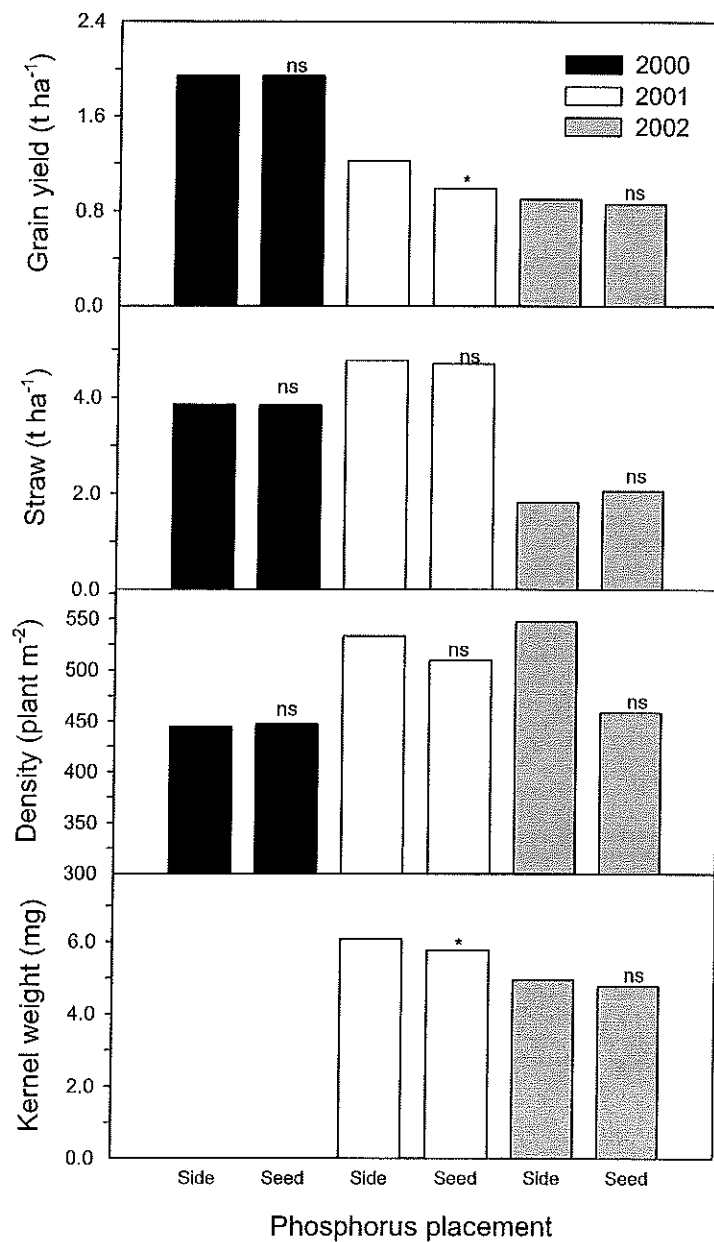 2.4
1.6
0.8
0.0
Grain yield (t ha⁻¹)
ns
*
ns
2000
2001
2002
4.0
2.0
0.0
Straw (t ha⁻¹)
ns
ns
ns
550
500
450
400
350
300
Density (plant m⁻²)
ns
ns
ns
6.0
4.0
2.0
0.0
Kernel weight (mg)
*
ns
Side Seed Side Seed Side Seed
Phosphorus placement